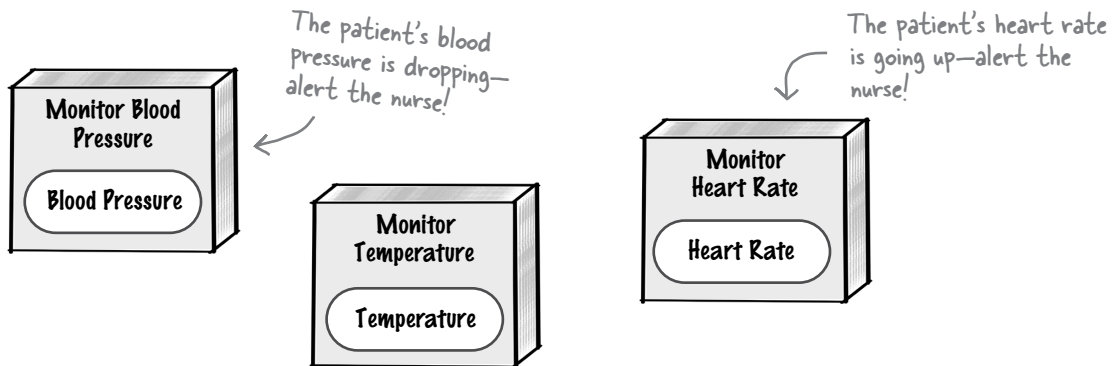 The patient's blood
pressure is dropping—
alert the nurse!
The patient's heart rate
is going up—alert the
nurse!
Monitor Blood
Pressure
Blood Pressure
Monitor
Temperature
Temperature
Monitor
Heart Rate
Heart Rate